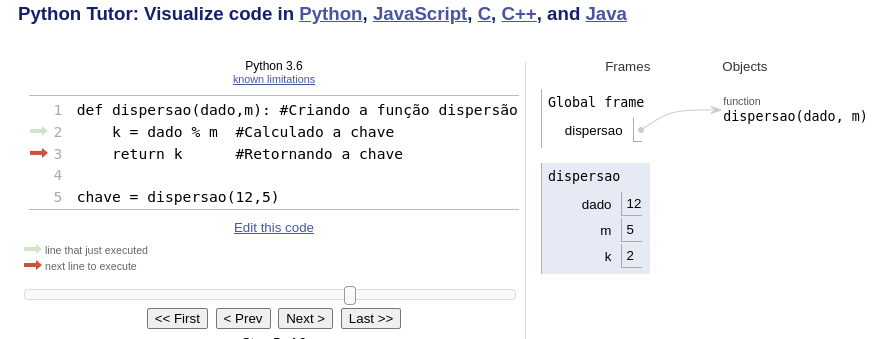 Python Tutor: Visualize code in Python, JavaScript, C, C++, and Java
Python 3.6
known limitations
1 def dispersao(dado,m): #Criando a função dispersão
2 k = dado % m #Calculado a chave
3 return k #Retornando a chave
4
5 chave = dispersao(12,5)
Edit this code
line that just executed
next line to execute
<< First < Prev Next > Last >>
Frames Objects
Global frame
dispersao
function
dispersao(dado, m)
dispersao
dado 12
m 5
k 2